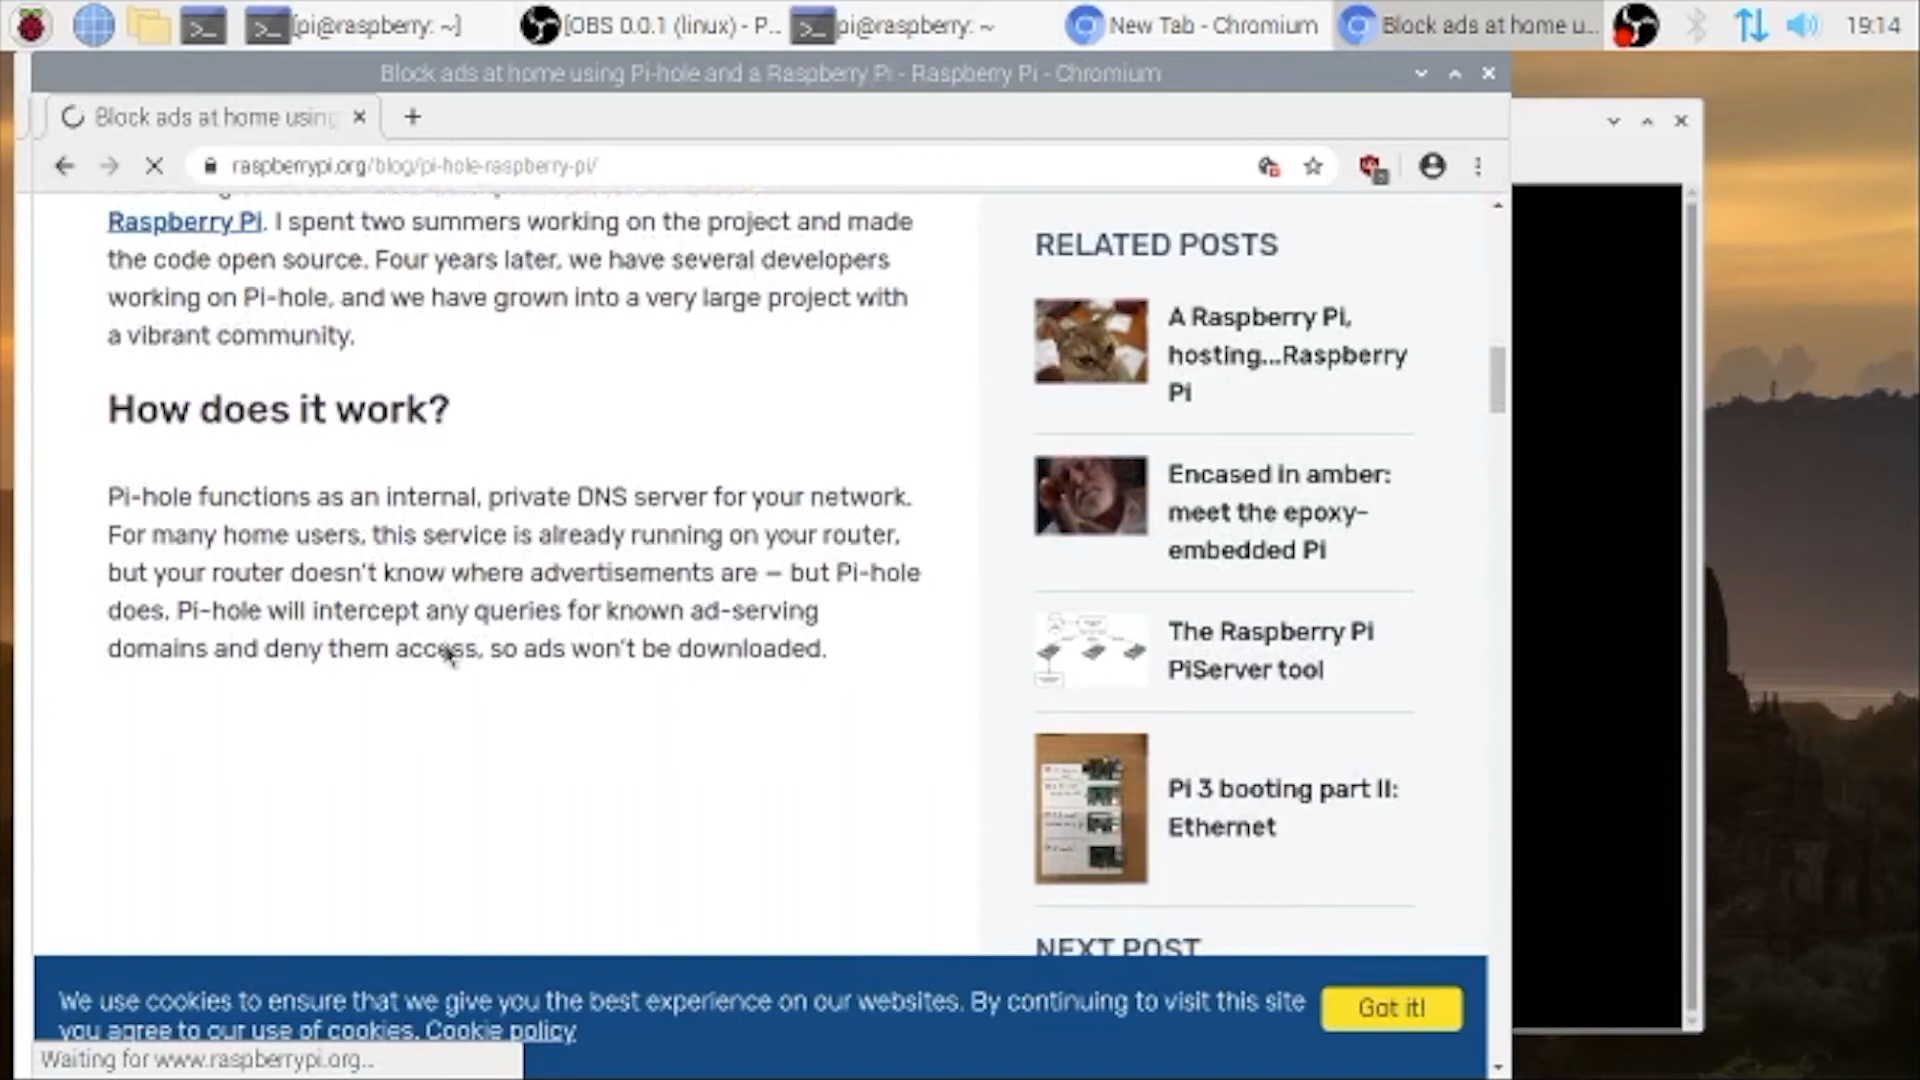 [pi@raspberry: ~]
[OBS 0.0.1 (linux) - P...
pi@raspberry: ~
New Tab - Chromium
Block ads at home u...
19:14
Block ads at home using Pi-hole and a Raspberry Pi - Raspberry Pi - Chromium
Block ads at home using
raspberrypi.org/blog/pi-hole-raspberry-pi/
Raspberry Pi. I spent two summers working on the project and made
the code open source. Four years later, we have several developers
working on Pi-hole, and we have grown into a very large project with
a vibrant community.
How does it work?
Pi-hole functions as an internal, private DNS server for your network.
For many home users, this service is already running on your router,
but your router doesn't know where advertisements are — but Pi-hole
does. Pi-hole will intercept any queries for known ad-serving
domains and deny them access, so ads won't be downloaded.
RELATED POSTS
A Raspberry Pi,
hosting...Raspberry
Pi
Encased in amber:
meet the epoxy-
embedded Pi
The Raspberry Pi
PiServer tool
Pi 3 booting part II:
Ethernet
NEXT POST
We use cookies to ensure that we give you the best experience on our websites. By continuing to visit this site
you agree to our use of cookies. Cookie policy
Got it!
Waiting for www.raspberrypi.org...